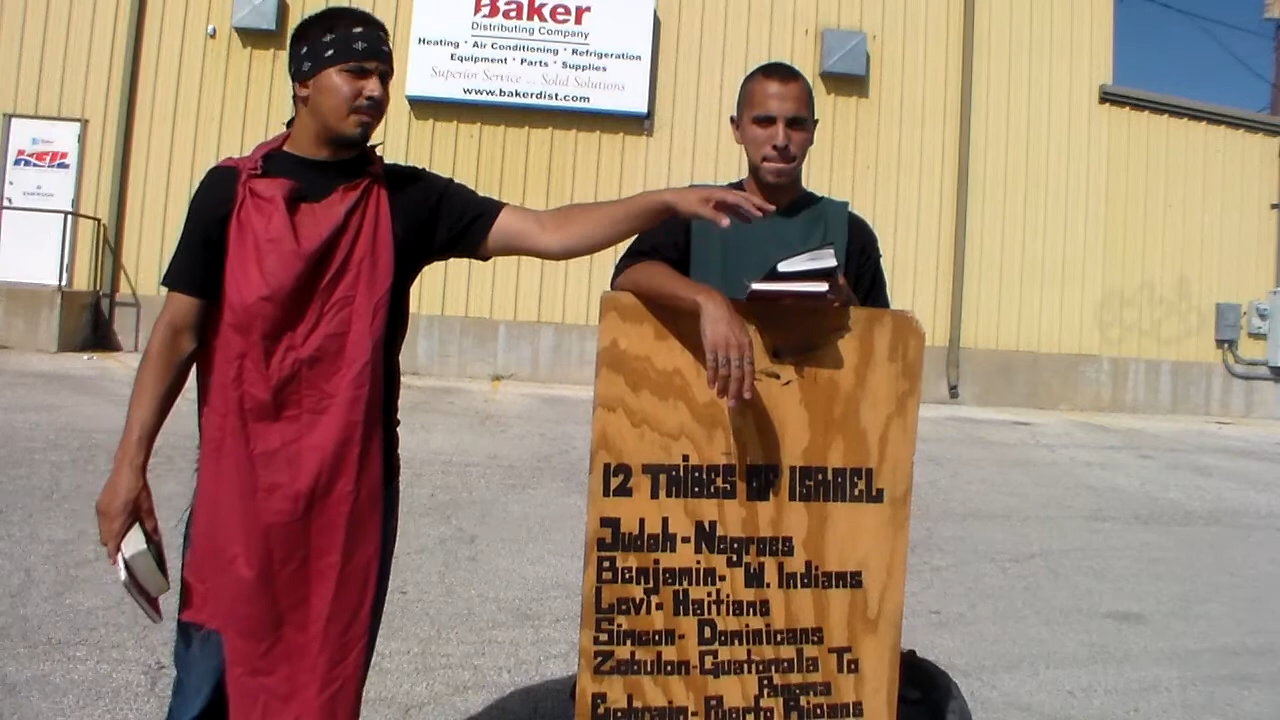 Baker
Distributing Company
Heating * Air Conditioning * Refrigeration
Equipment * Parts * Supplies
Superior Service ... Solid Solutions
www.bakerdist.com
12 TRIBES OF ISRAEL
Judah - Negroes
Benjamin - W. Indians
Levi - Haitians
Simeon - Dominicans
Zebulon - Guatemala To
Panama
Ephraim - Puerto Ricans
EMERSON